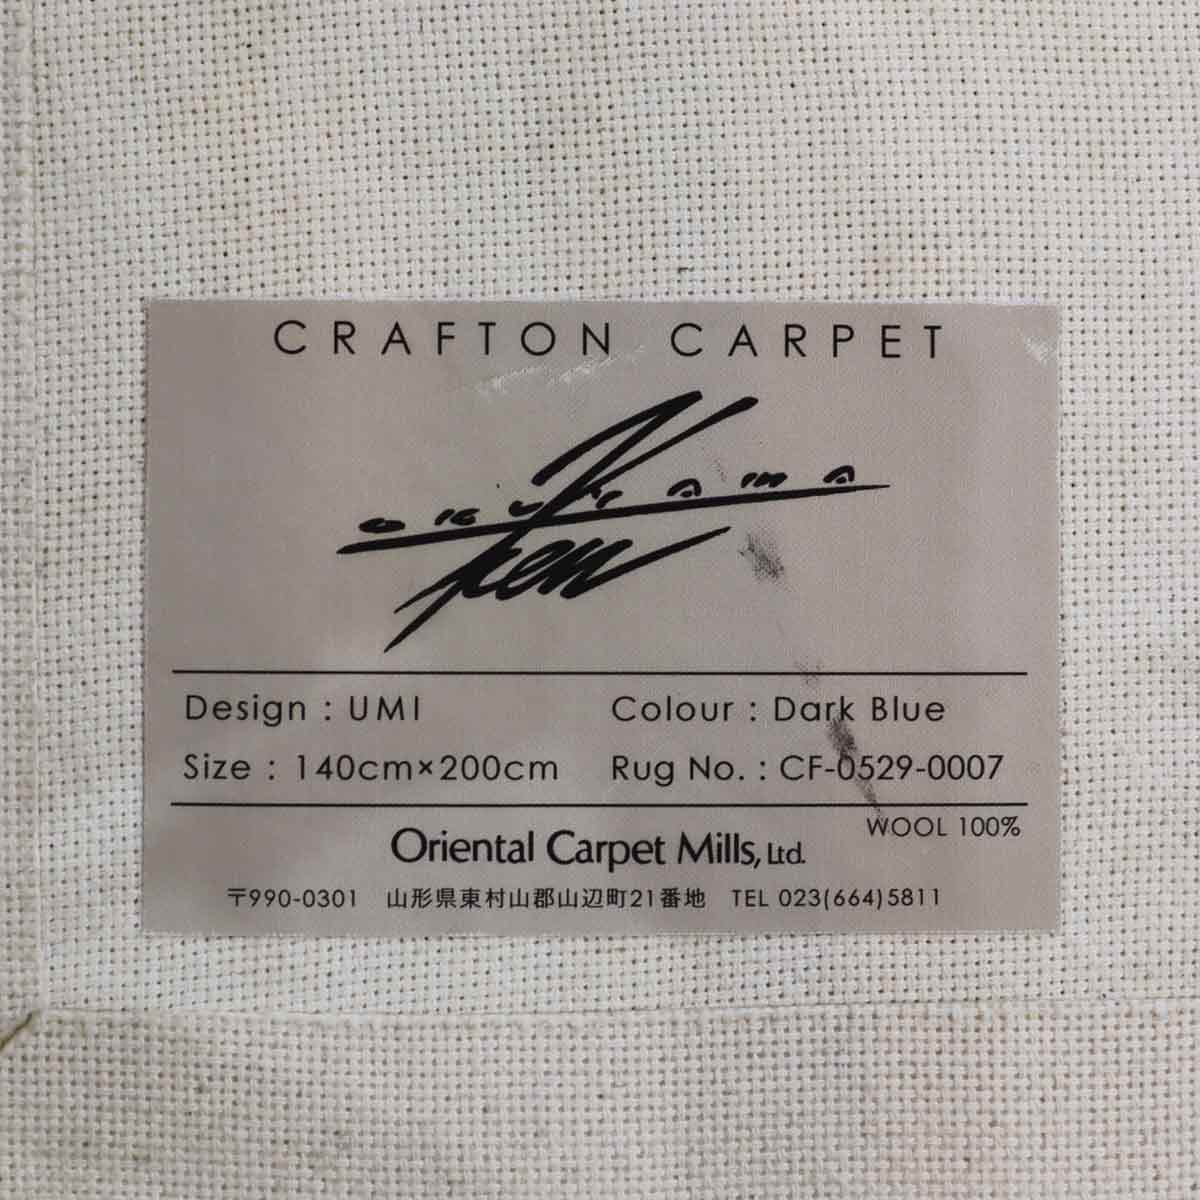 CRAFTON CARPET
okuyama
ken
Design : UMI Colour : Dark Blue
Size : 140cm×200cm Rug No. : CF-0529-0007
WOOL 100%
Oriental Carpet Mills, Ltd.
〒990-0301 山形県東村山郡山辺町21番地 TEL 023(664)5811